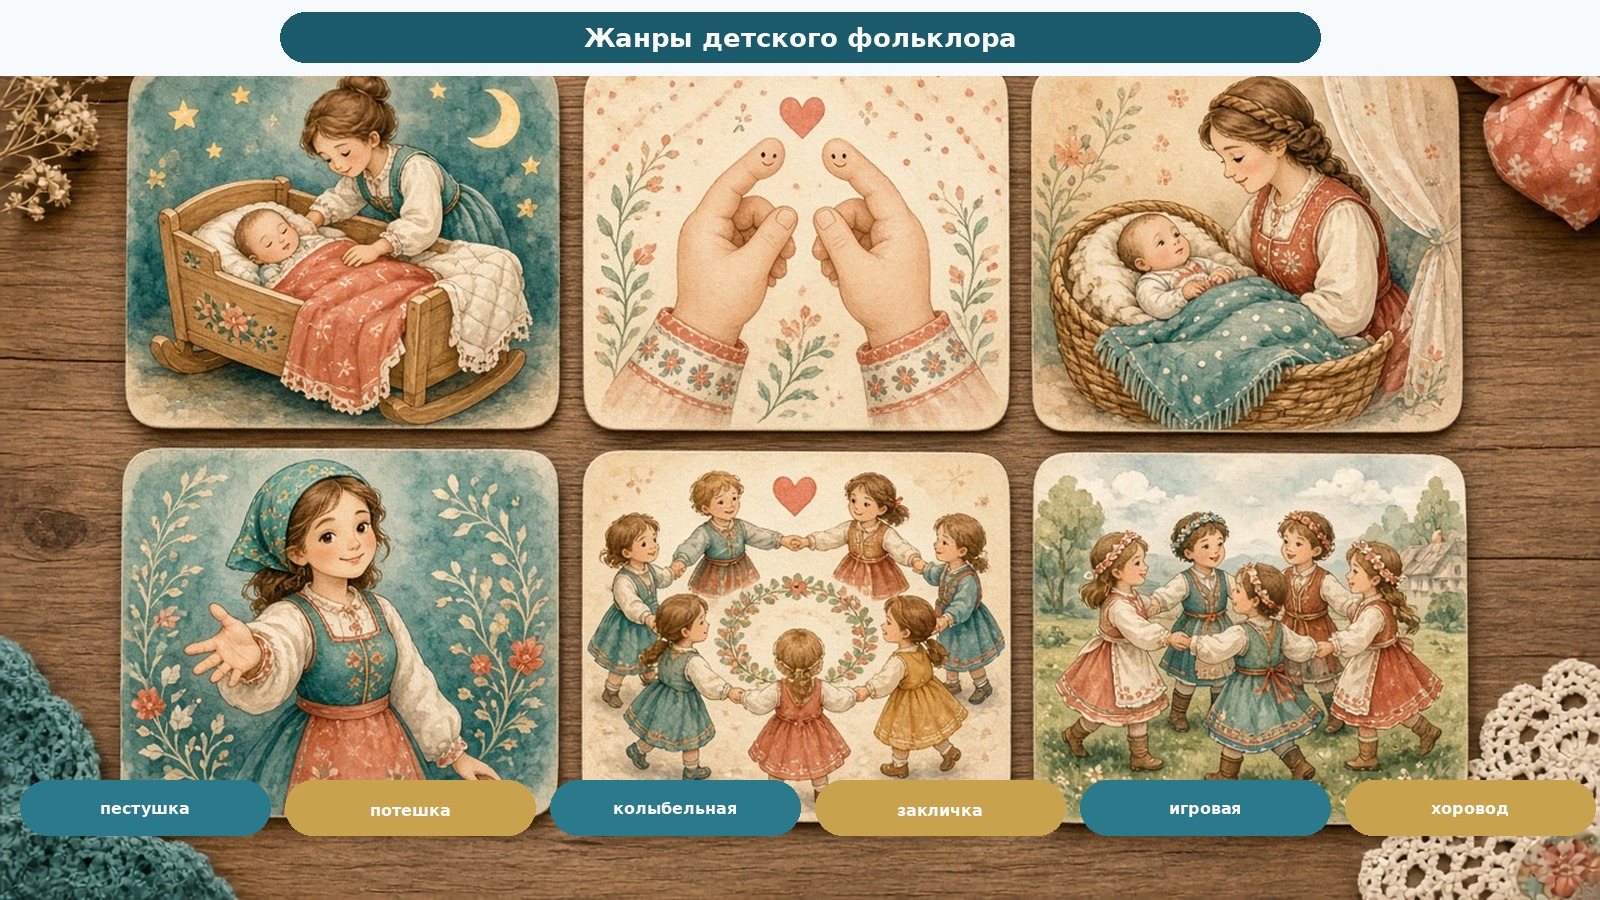 Жанры детского фольклора
пестушка
потешка
колыбельная
закличка
игровая
хоровод